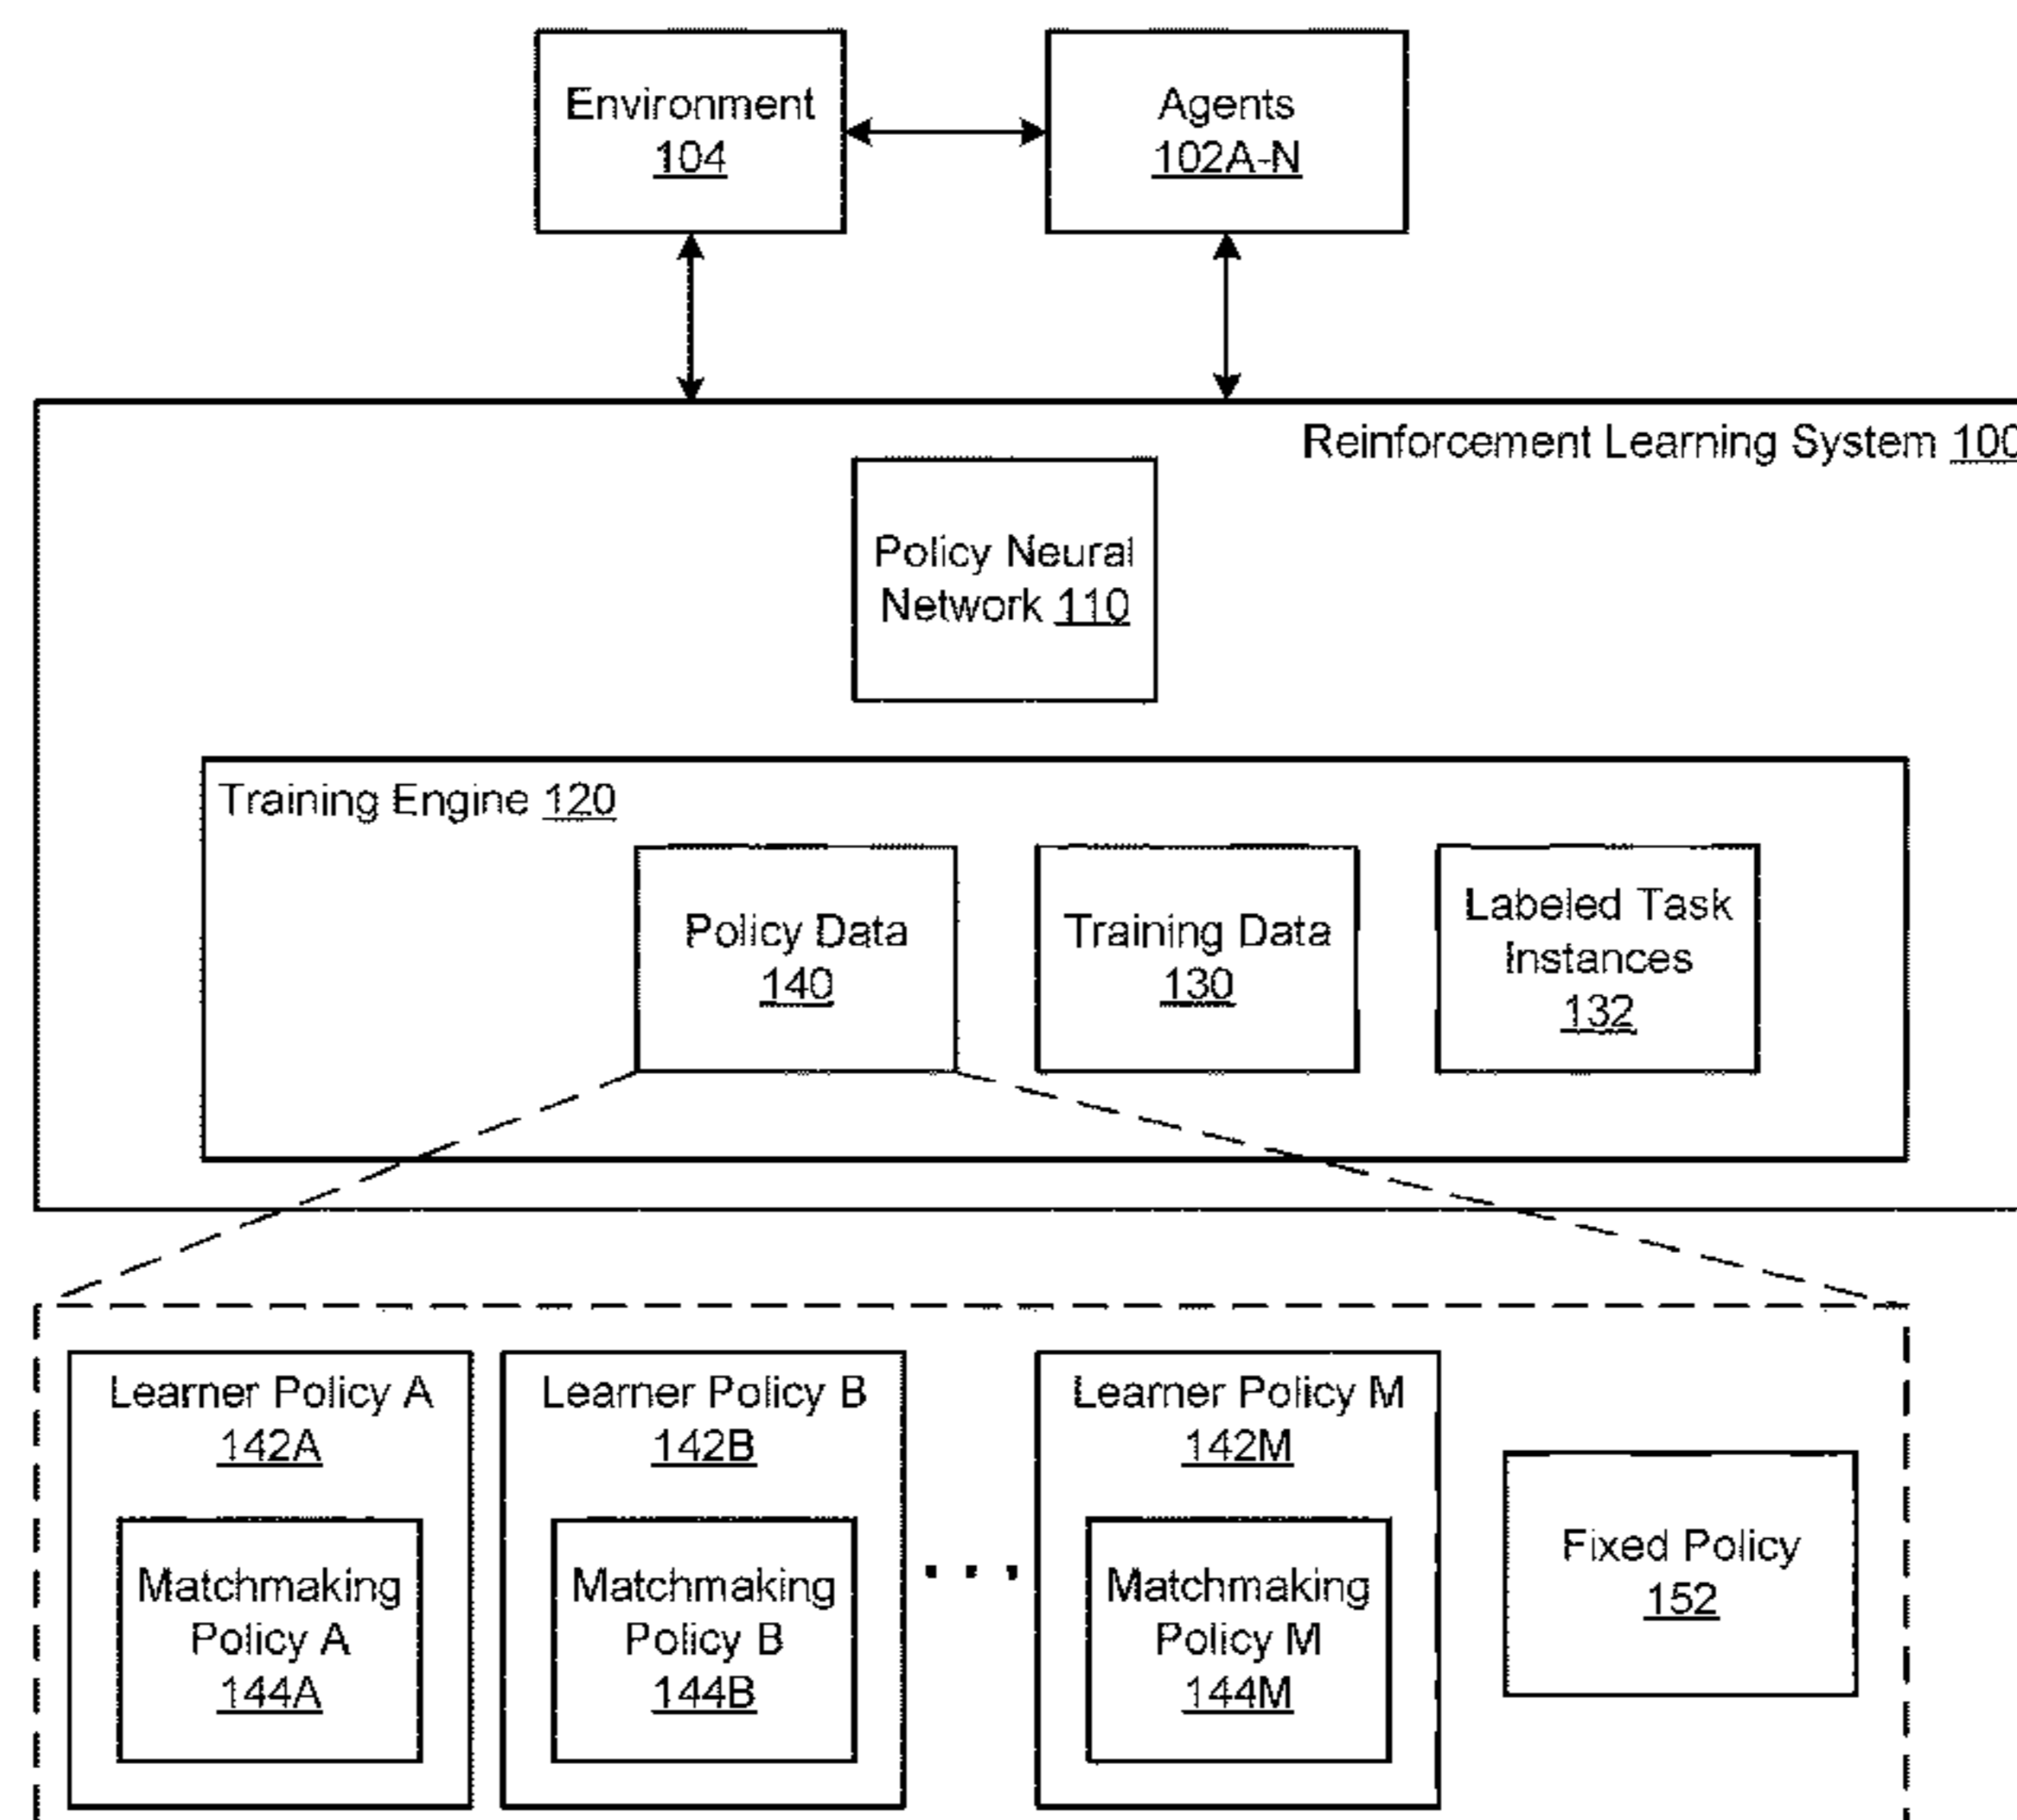 Environment
104
Agents
102A-N
Reinforcement Learning System 100
Policy Neural
Network 110
Training Engine 120
Policy Data
140
Training Data
130
Labeled Task
Instances
132
Learner Policy A
142A
Matchmaking
Policy A
144A
Learner Policy B
142B
Matchmaking
Policy B
144B
...
Learner Policy M
142M
Matchmaking
Policy M
144M
Fixed Policy
152